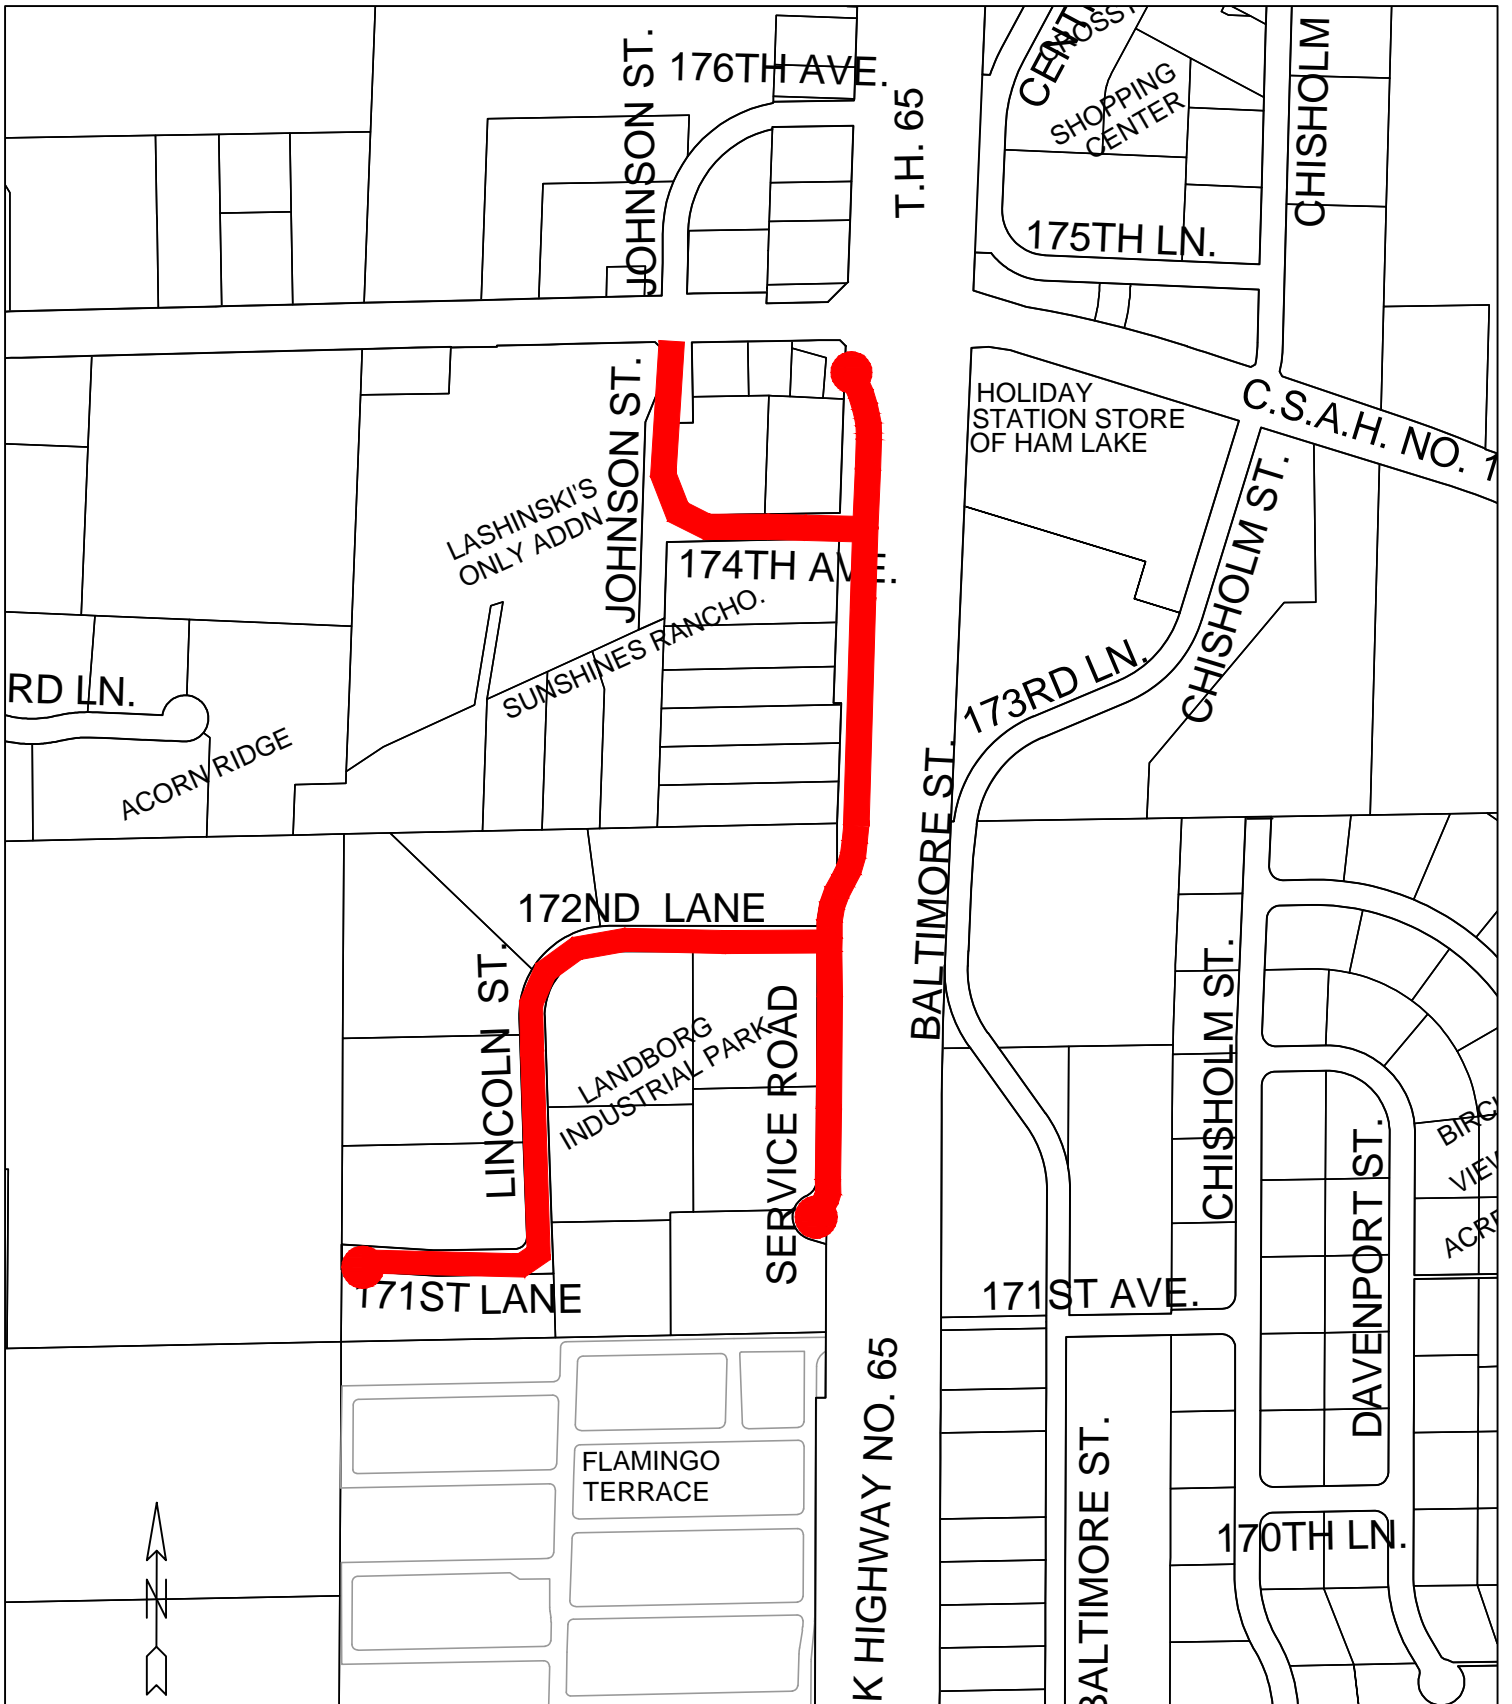 JOHNSON ST.
176TH AVE.
T.H. 65
SHOPPING
CENTER
CHISHOLM
175TH LN.
JOHNSON ST.
HOLIDAY
STATION STORE
OF HAM LAKE
C.S.A.H. NO. 1
LASHINSKI'S
ONLY ADDN.
174TH AVE.
CHISHOLM ST.
SUNSHINES RANCHO.
RD LN.
173RD LN.
ACORN RIDGE
BALTIMORE ST.
172ND LANE
LINCOLN ST.
CHISHOLM ST.
LANDBORG
INDUSTRIAL PARK
SERVICE ROAD
DAVENPORT ST.
171ST LANE
171ST AVE.
K HIGHWAY NO. 65
FLAMINGO
TERRACE
BALTIMORE ST.
170TH LN.
N